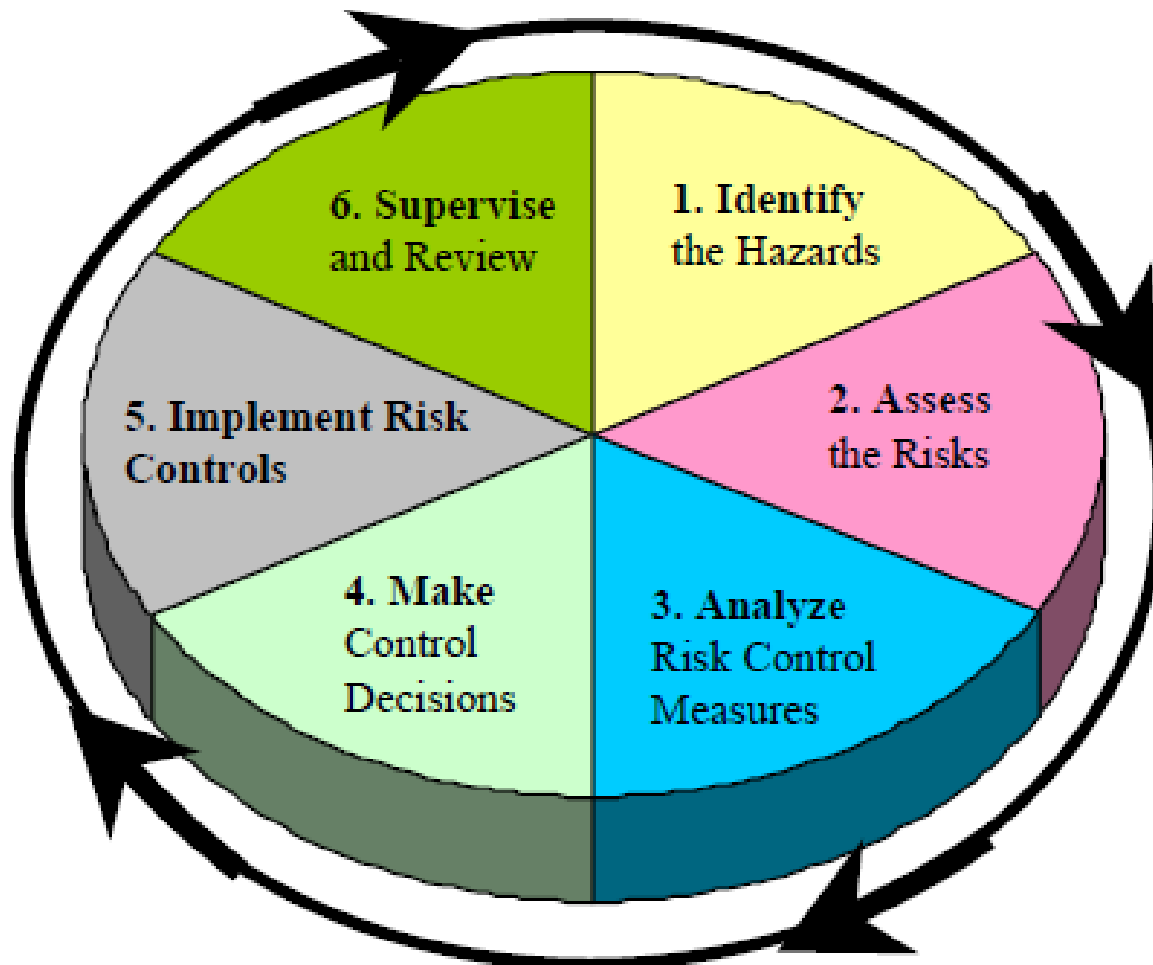 1. Identify
the Hazards
2. Assess
the Risks
3. Analyze
Risk Control
Measures
4. Make
Control
Decisions
5. Implement Risk
Controls
6. Supervise
and Review